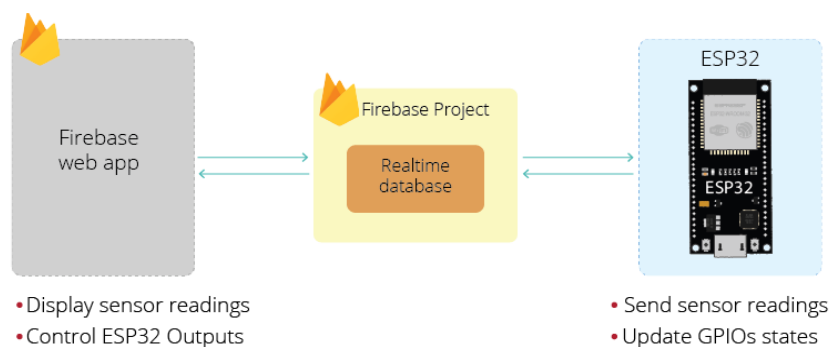 Firebase
web app
Firebase Project
Realtime
database
ESP32
ESP32
• Display sensor readings
• Control ESP32 Outputs
• Send sensor readings
• Update GPIOs states